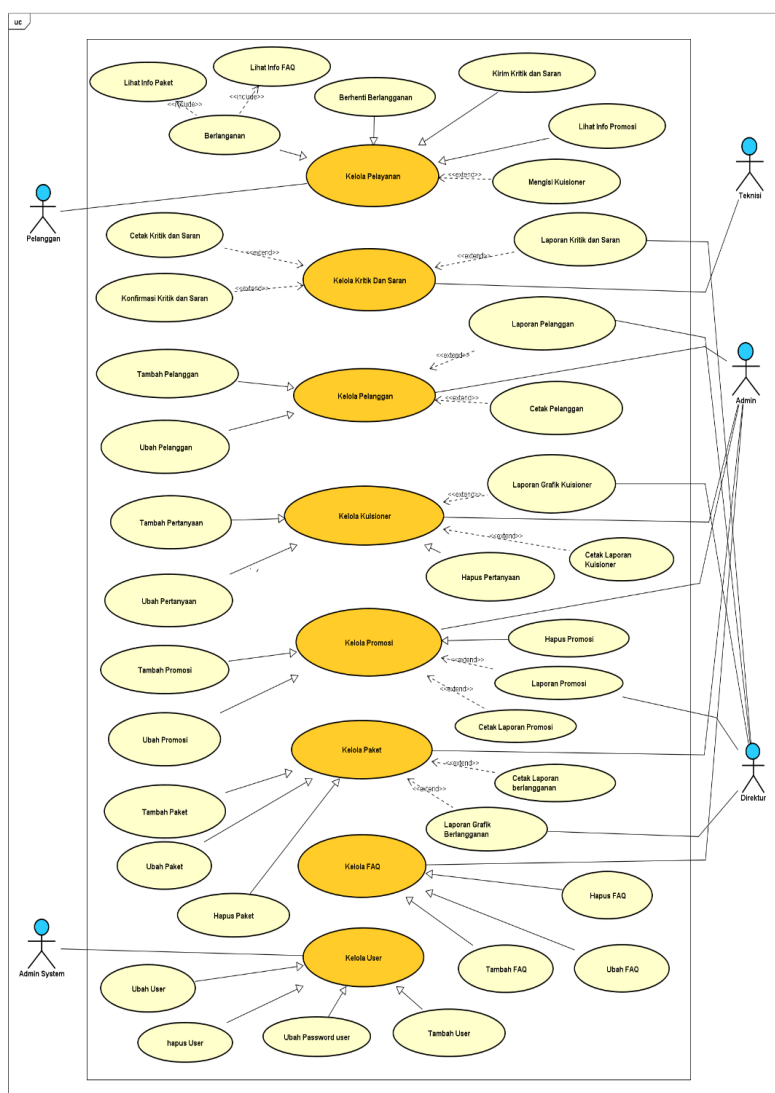 uc
Lihat Info FAQ
Lihat Info Paket
Kirim Kritik dan Saran
Berhenti Berlangganan
<<include>>
<<include>>
Berlanganan
Lihat Info Promosi
Kelola Pelayanan
<<extend>>
Mengisi Kuisioner
Teknisi
Pelanggan
Cetak Kritik dan Saran
<<extend>>
Laporan Kritik dan Saran
<<extend>>
Kelola Kritik Dan Saran
Konfirmasi Kritik dan Saran
<<extend>>
Laporan Pelanggan
<<extend>>
Tambah Pelanggan
Kelola Pelanggan
<<extend>>
Cetak Pelanggan
Admin
Ubah Pelanggan
Laporan Grafik Kuisioner
<<extend>>
Tambah Pertanyaan
Kelola Kuisioner
<<extend>>
Cetak Laporan
Kuisioner
Hapus Pertanyaan
Ubah Pertanyaan
Kelola Promosi
Hapus Promosi
<<extend>>
Tambah Promosi
Laporan Promosi
<<extend>>
Cetak Laporan Promosi
Ubah Promosi
Kelola Paket
<<extend>>
Cetak Laporan
berlangganan
Direktur
<<extend>>
Tambah Paket
Laporan Grafik
Berlangganan
Ubah Paket
Kelola FAQ
Hapus FAQ
Hapus Paket
Kelola User
Tambah FAQ
Ubah FAQ
Admin System
Ubah User
Tambah User
Ubah Password user
hapus User